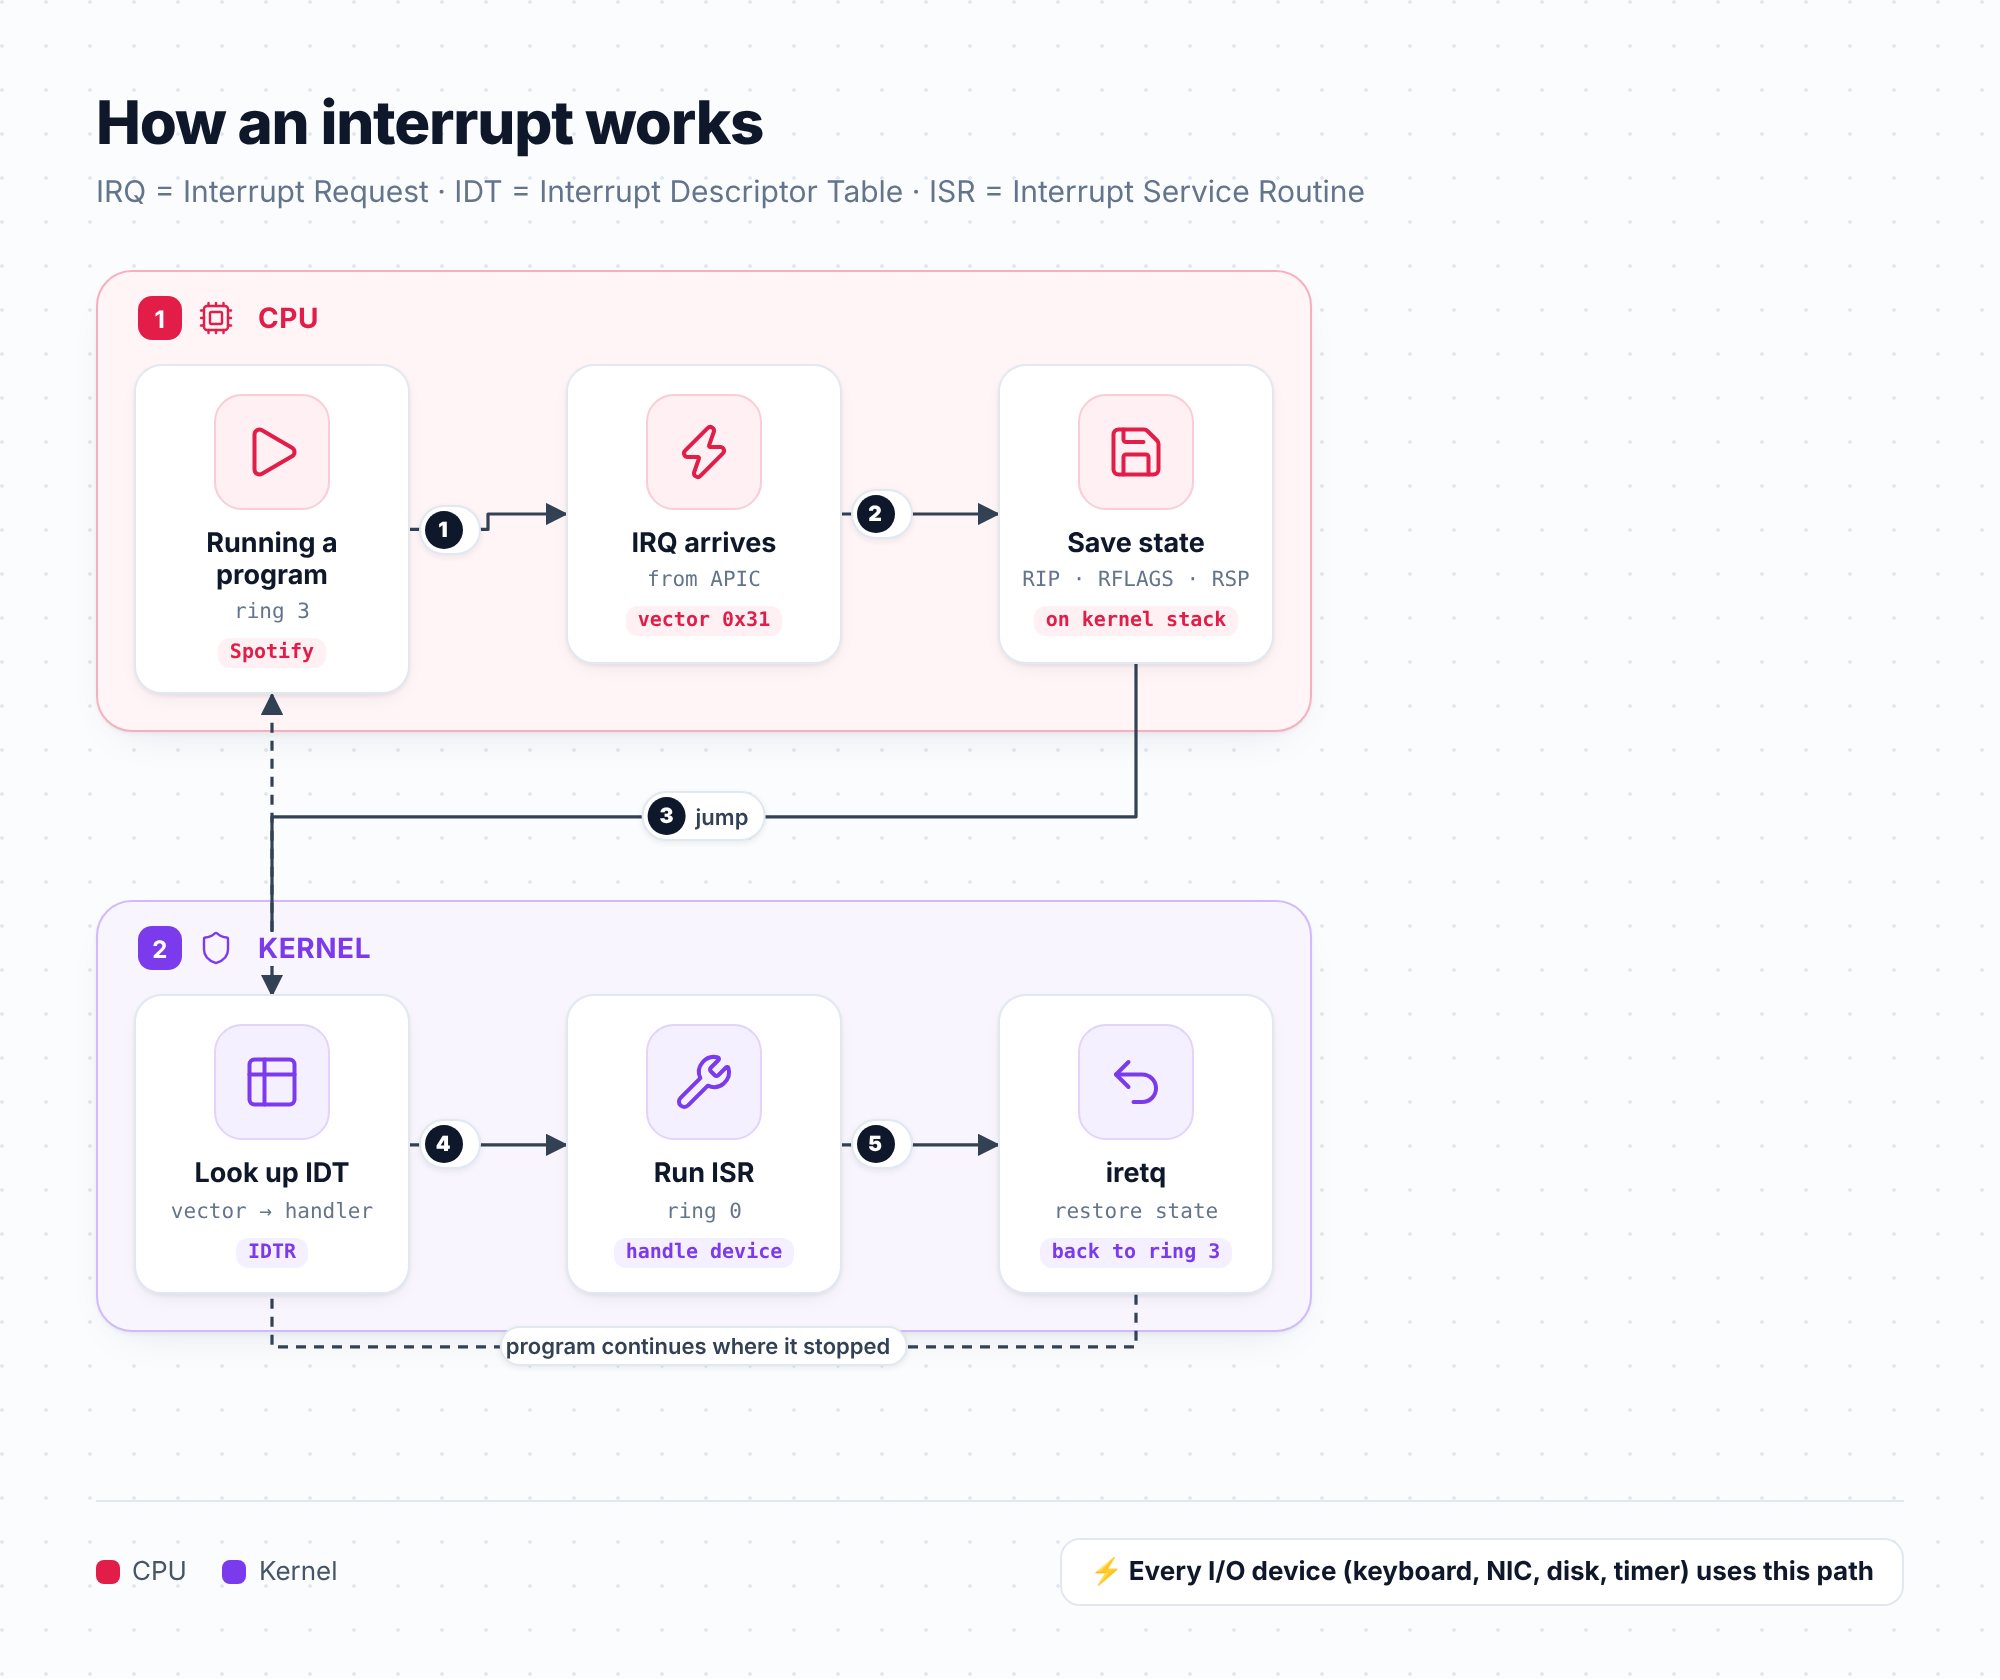 How an interrupt works
IRQ = Interrupt Request · IDT = Interrupt Descriptor Table · ISR = Interrupt Service Routine
1 CPU
Running a
program
ring 3
Spotify
1
IRQ arrives
from APIC
vector 0x31
2
Save state
RIP · RFLAGS · RSP
on kernel stack
3 jump
2 KERNEL
Look up IDT
vector → handler
IDTR
4
Run ISR
ring 0
handle device
5
iretq
restore state
back to ring 3
program continues where it stopped
CPU
Kernel
⚡ Every I/O device (keyboard, NIC, disk, timer) uses this path